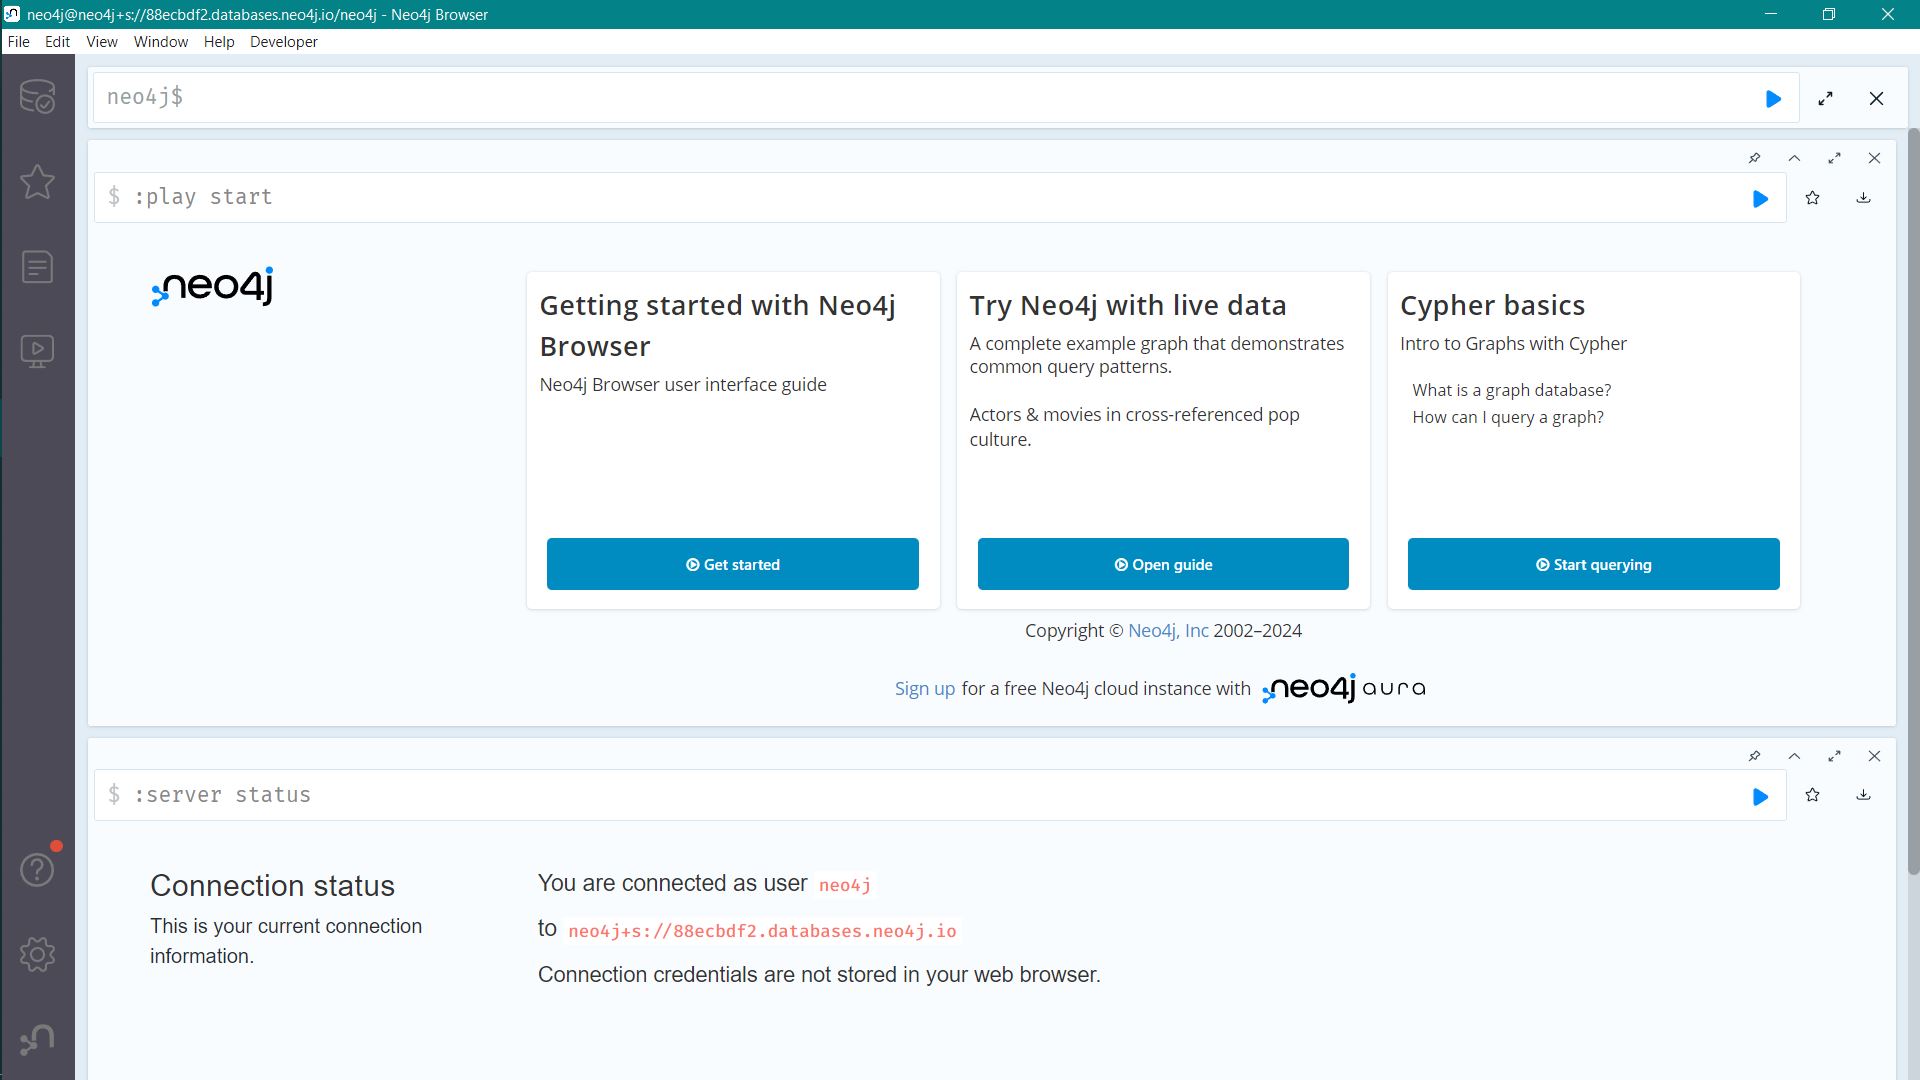 neo4j@neo4j+s://88ecbdf2.databases.neo4j.io/neo4j - Neo4j Browser
File Edit View Window Help Developer
neo4j$
$ :play start
neo4j
Getting started with Neo4j
Browser
Neo4j Browser user interface guide
Get started
Try Neo4j with live data
A complete example graph that demonstrates
common query patterns.
Actors & movies in cross-referenced pop
culture.
Open guide
Cypher basics
Intro to Graphs with Cypher
What is a graph database?
How can I query a graph?
Start querying
Copyright © Neo4j, Inc 2002–2024
Sign up for a free Neo4j cloud instance with neo4j aura
$ :server status
Connection status
This is your current connection
information.
You are connected as user neo4j
to neo4j+s://88ecbdf2.databases.neo4j.io
Connection credentials are not stored in your web browser.